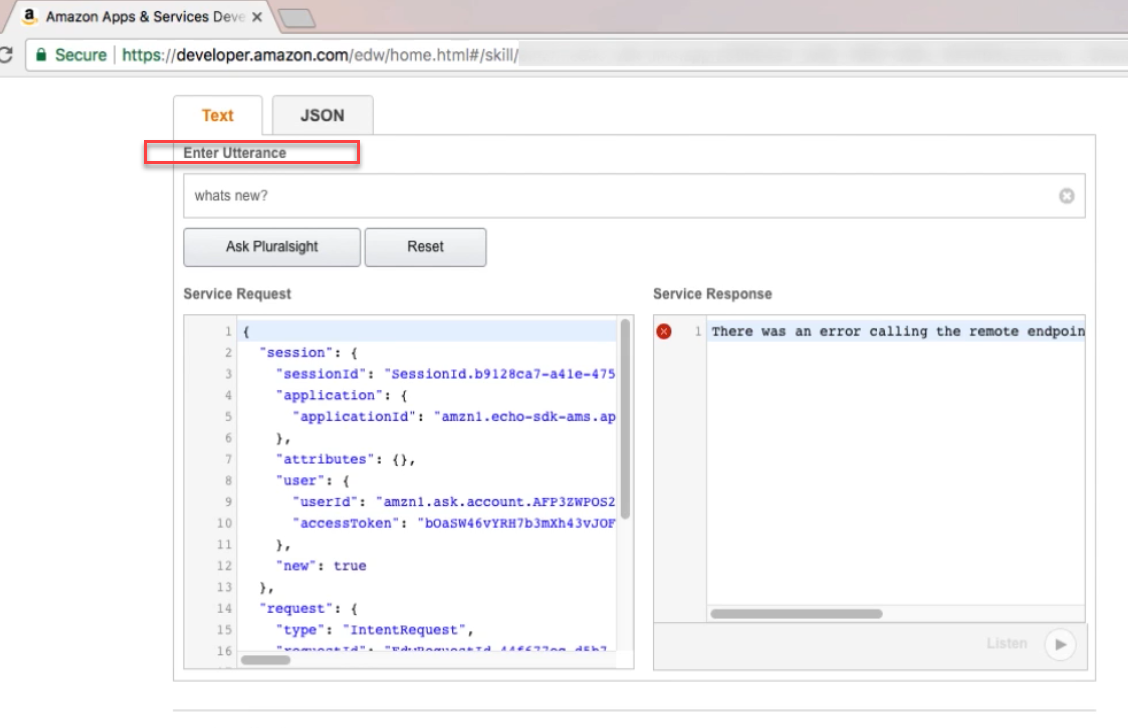 Amazon Apps & Services Deve
Secure https://developer.amazon.com/edw/home.html#/skill/
Text JSON
Enter Utterance
whats new?
Ask Pluralsight Reset
Service Request
1 {
2 "session": {
3 "sessionId": "SessionId.b9128ca7-a41e-475
4 "application": {
5 "applicationId": "amzn1.echo-sdk-ams.ap
6 },
7 "attributes": {},
8 "user": {
9 "userId": "amzn1.ask.account.AFP3ZWPOS2
10 "accessToken": "bOaSW46vYRH7b3mXh43vJOF
11 },
12 "new": true
13 },
14 "request": {
15 "type": "IntentRequest",
16 "requestId":
Service Response
1 There was an error calling the remote endpoin
Listen